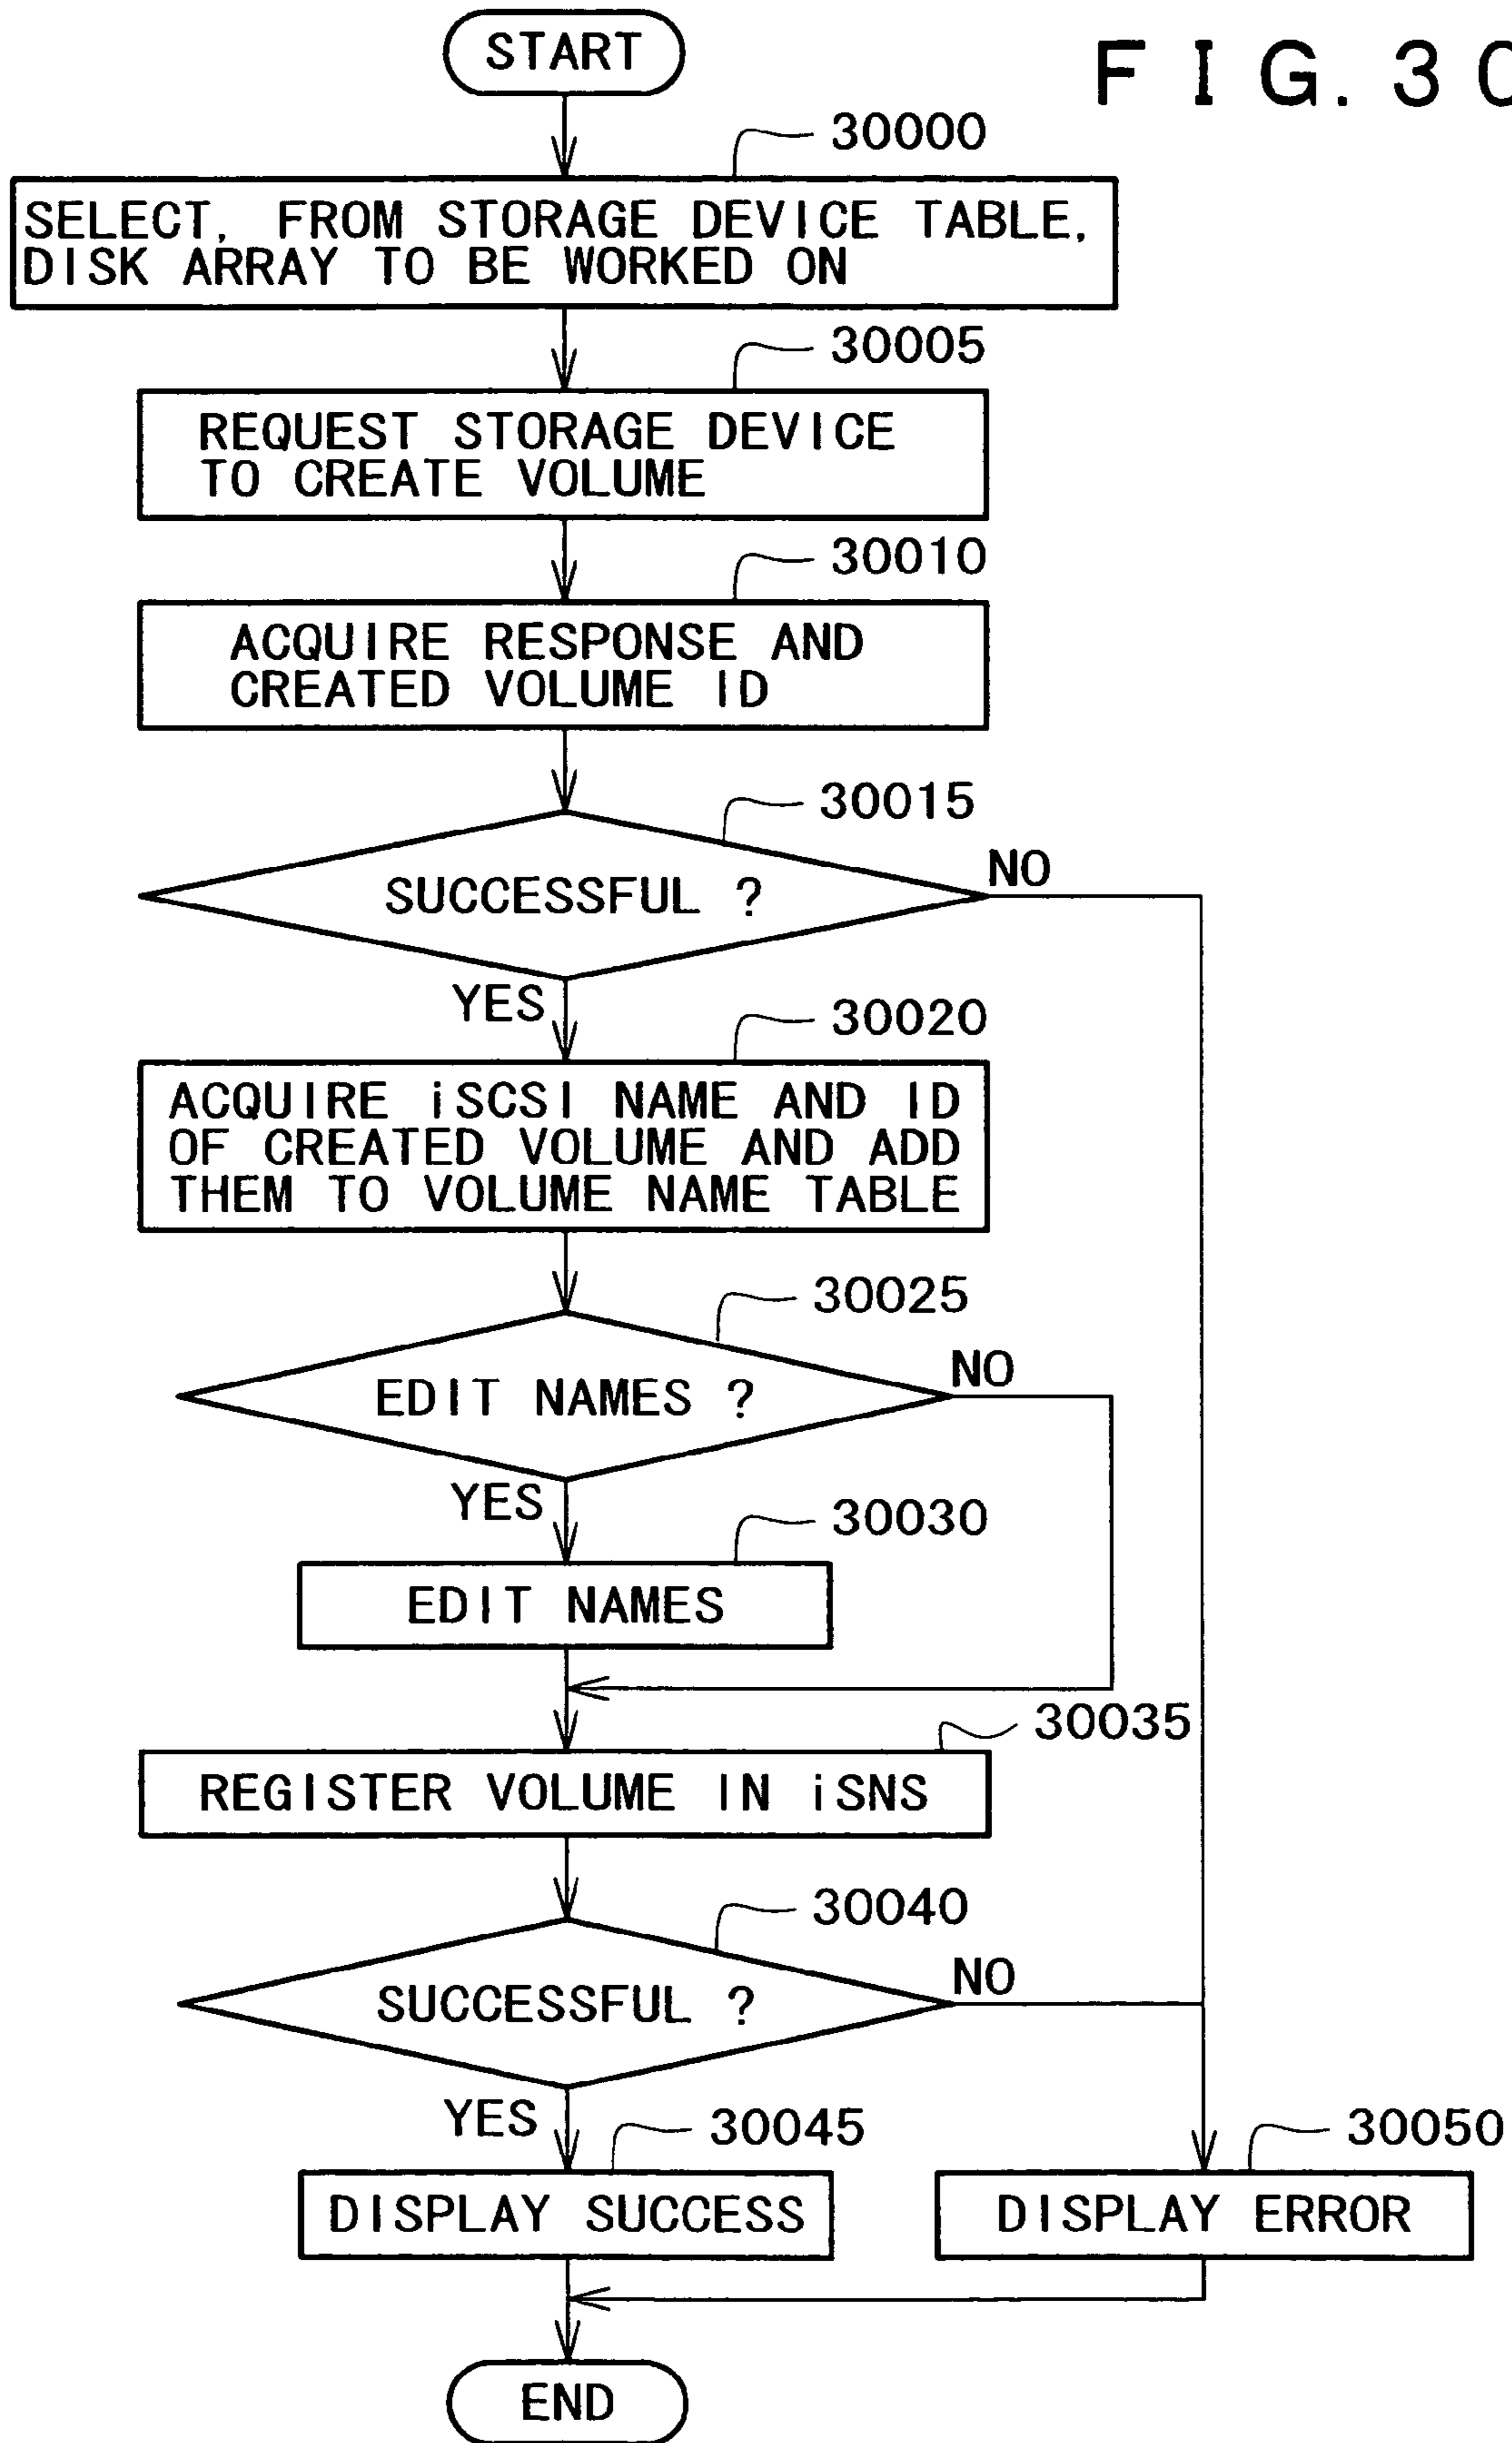 START
F I G. 3 0
30000
SELECT, FROM STORAGE DEVICE TABLE,
DISK ARRAY TO BE WORKED ON
30005
REQUEST STORAGE DEVICE
TO CREATE VOLUME
30010
ACQUIRE RESPONSE AND
CREATED VOLUME ID
30015
SUCCESSFUL ?
NO
YES
30020
ACQUIRE iSCSI NAME AND ID
OF CREATED VOLUME AND ADD
THEM TO VOLUME NAME TABLE
30025
EDIT NAMES ?
NO
YES
30030
EDIT NAMES
30035
REGISTER VOLUME IN iSNS
30040
SUCCESSFUL ?
NO
YES
30045
30050
DISPLAY SUCCESS
DISPLAY ERROR
END